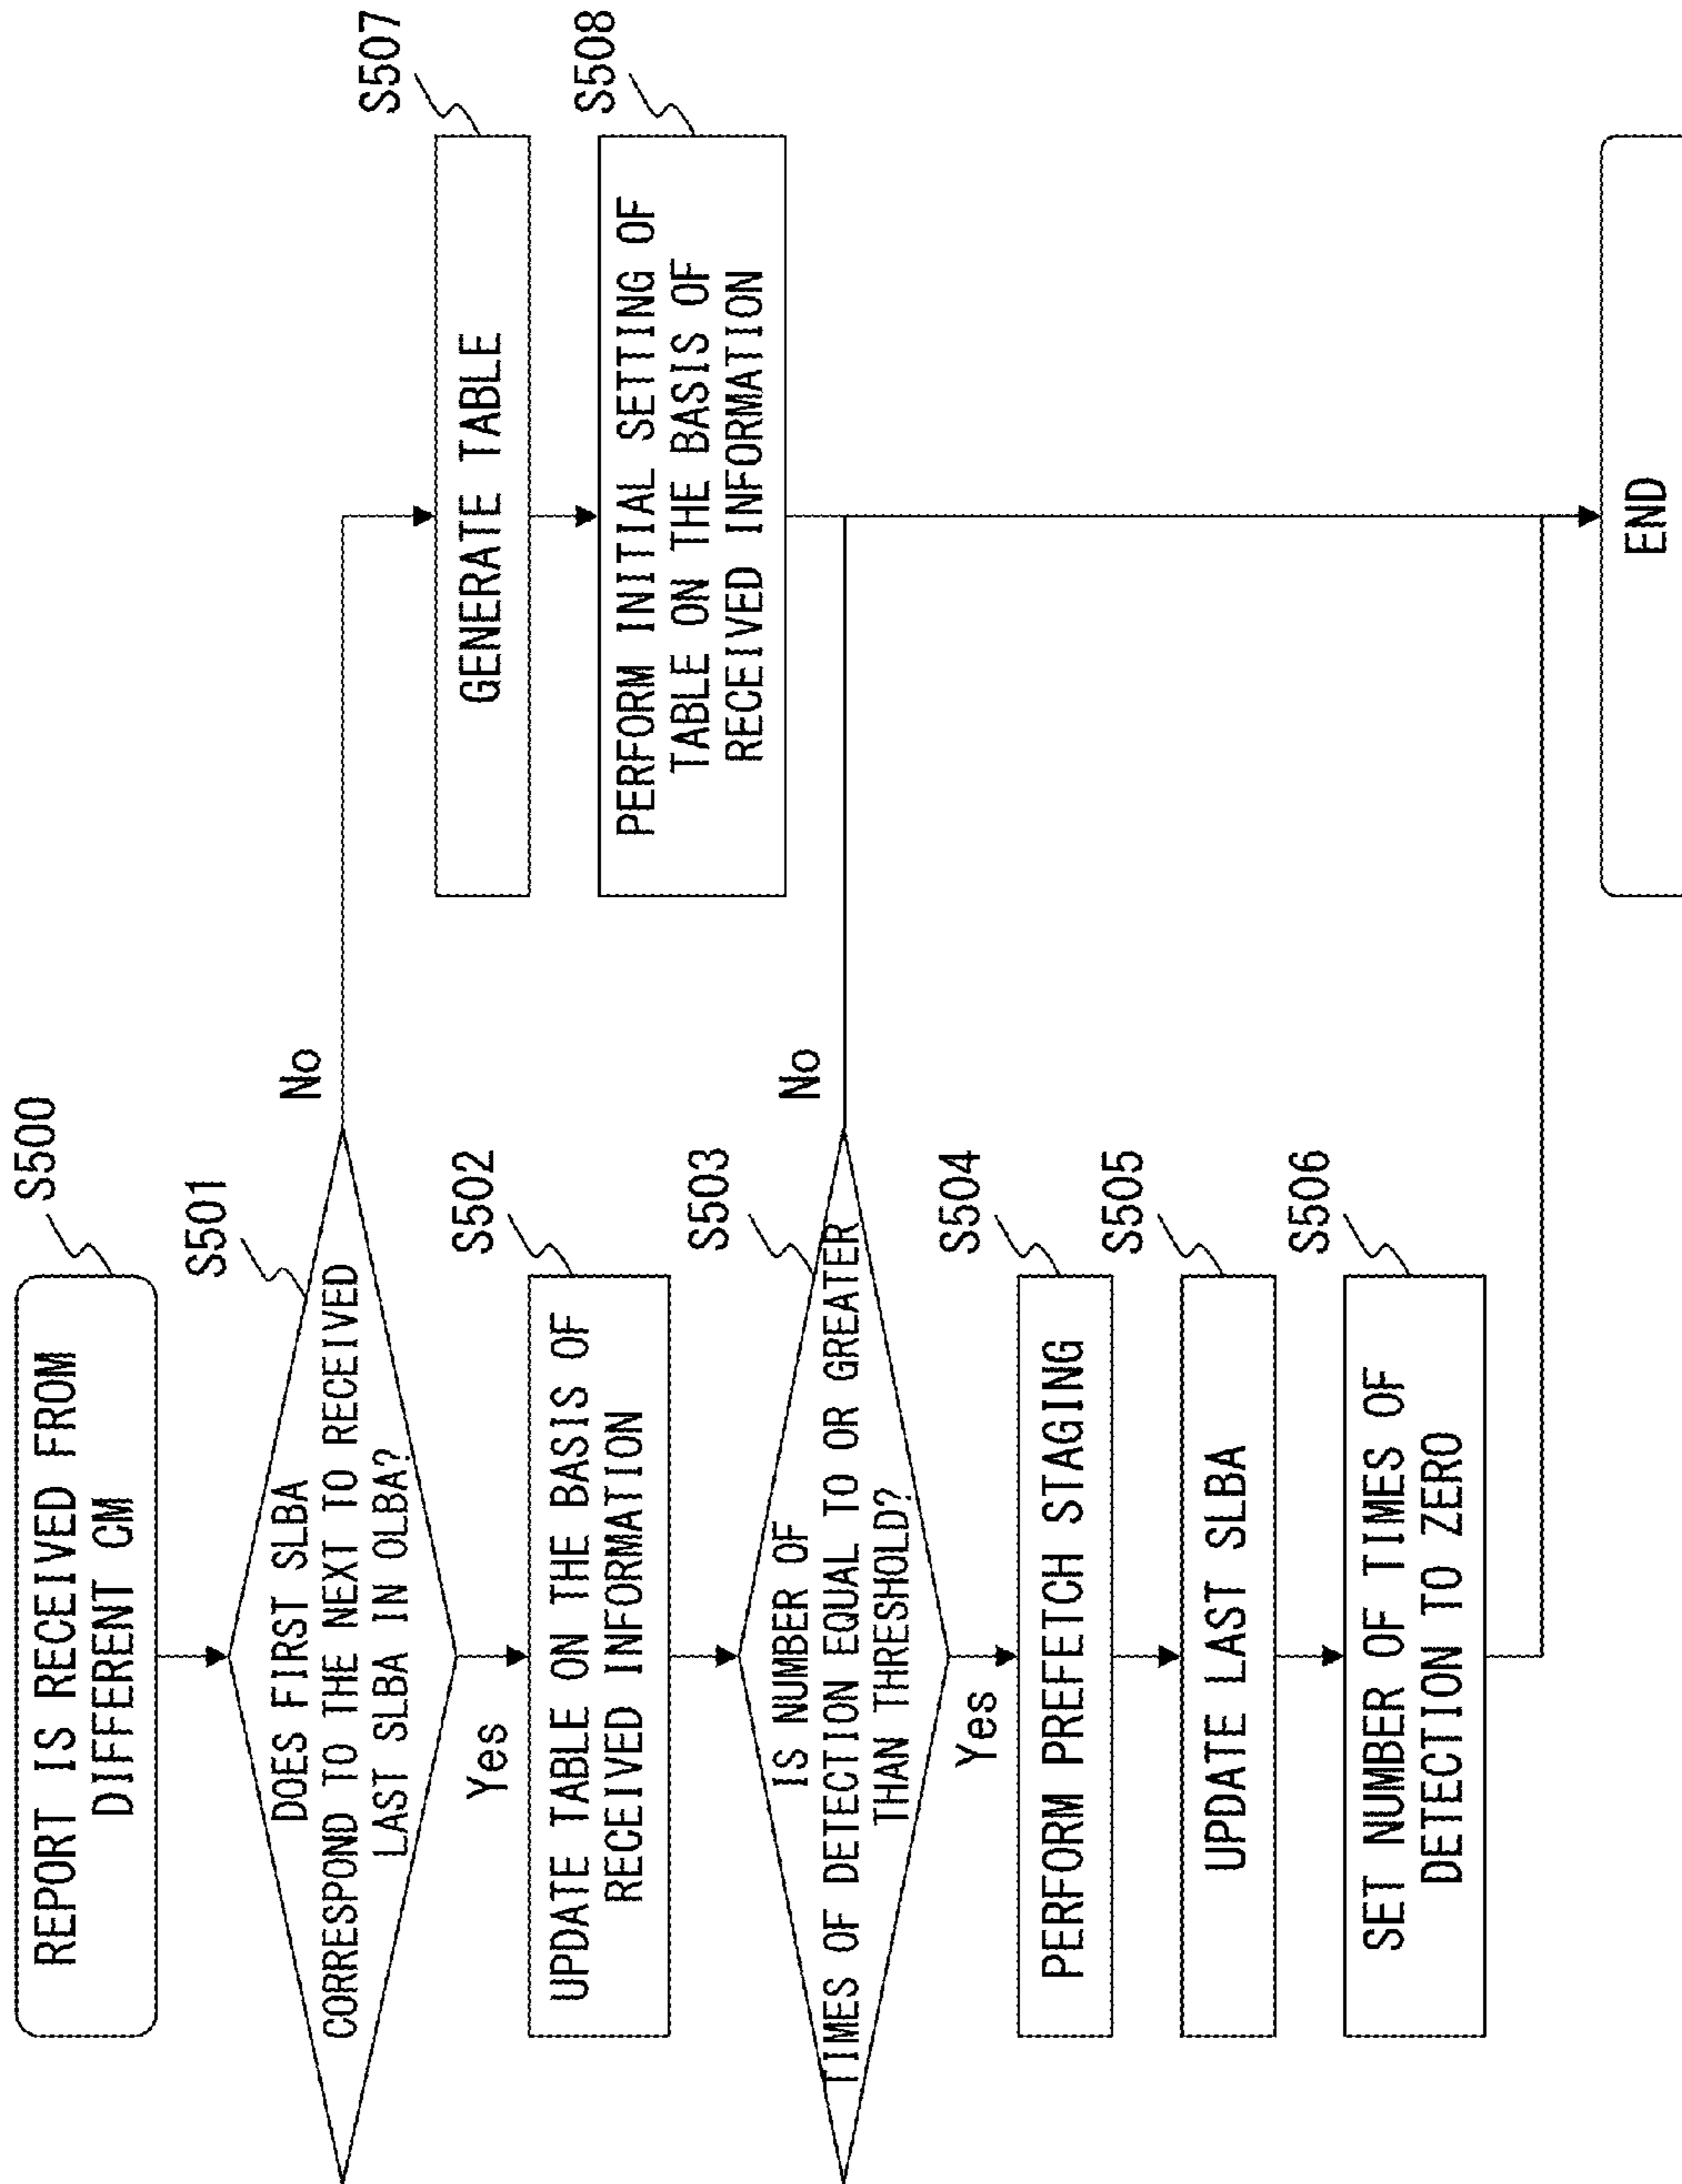 S500
REPORT IS RECEIVED FROM
DIFFERENT CM
S501
DOES FIRST SLBA
CORRESPOND TO THE NEXT TO RECEIVED
LAST SLBA IN OLBA?
No
Yes
S502
UPDATE TABLE ON THE BASIS OF
RECEIVED INFORMATION
S503
IS NUMBER OF
TIMES OF DETECTION EQUAL TO OR GREATER
THAN THRESHOLD?
No
Yes
S504
PERFORM PREFETCH STAGING
S505
UPDATE LAST SLBA
S506
SET NUMBER OF TIMES OF
DETECTION TO ZERO
S507
GENERATE TABLE
S508
PERFORM INITIAL SETTING OF
TABLE ON THE BASIS OF
RECEIVED INFORMATION
END